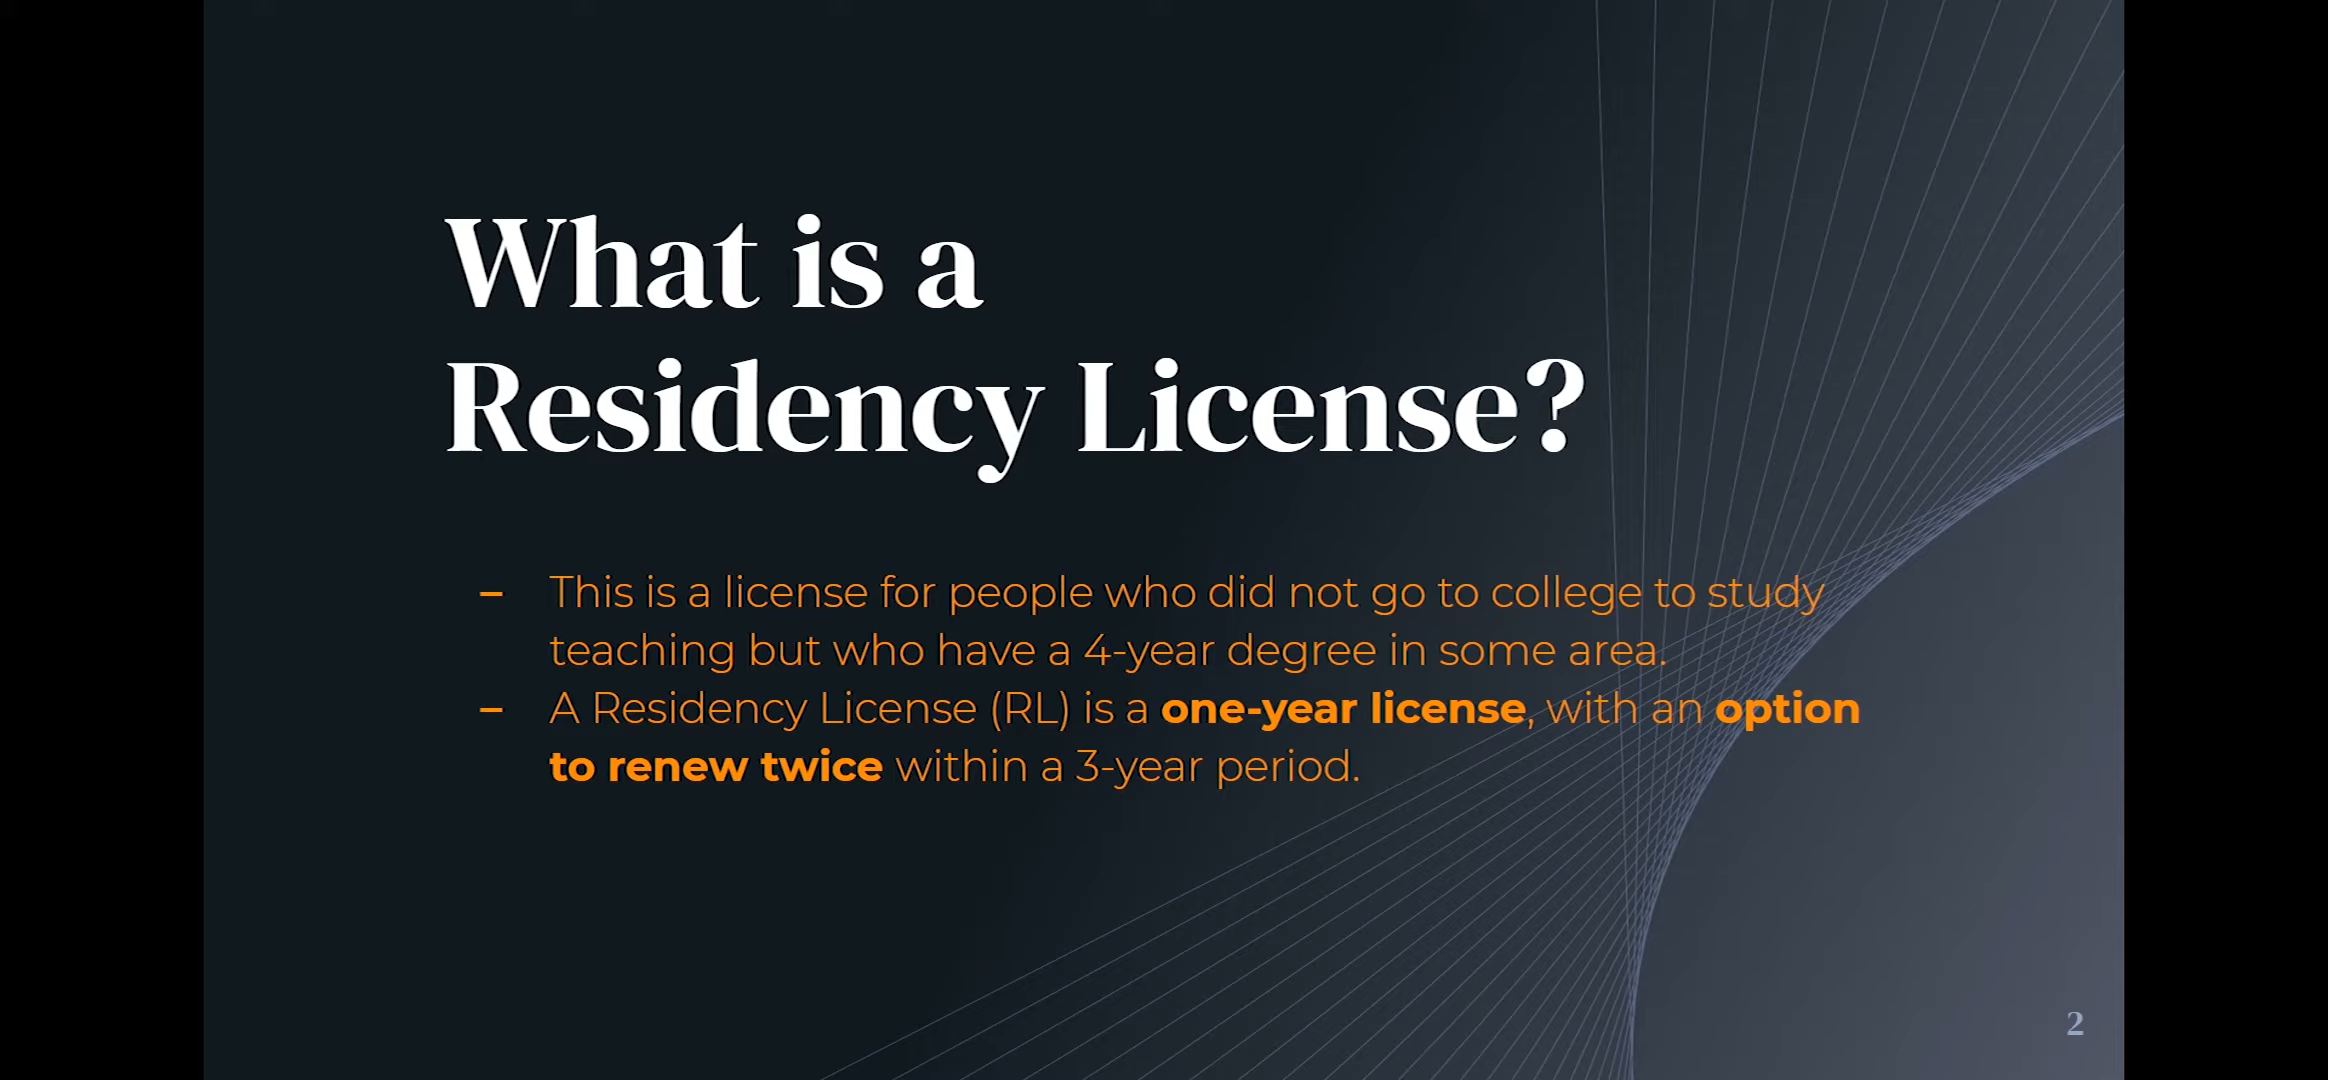 What is a
Residency License?
– This is a license for people who did not go to college to study
teaching but who have a 4-year degree in some area.
– A Residency License (RL) is a one-year license, with an option
to renew twice within a 3-year period.
2